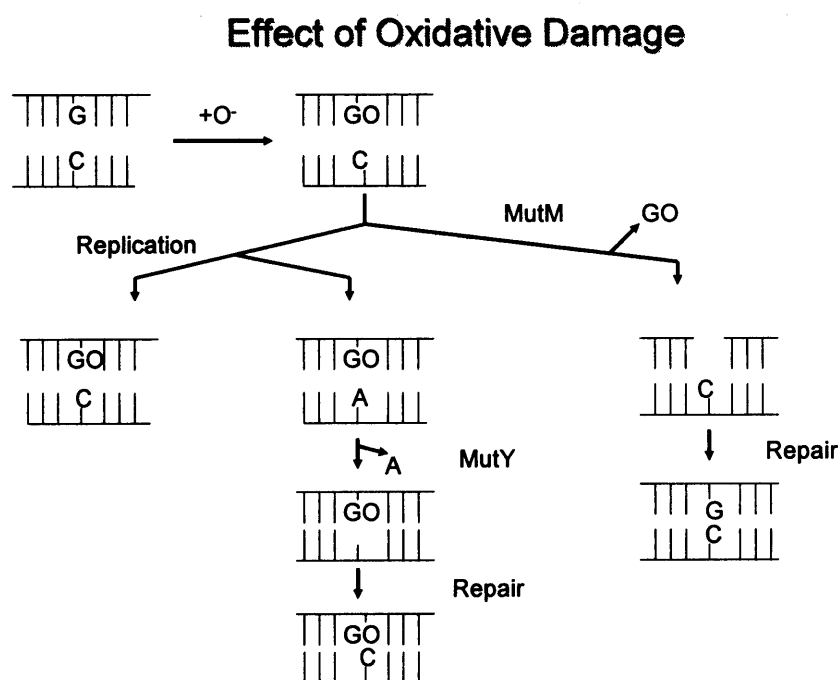 Effect of Oxidative Damage
G
+O-
GO
C
C
MutM
GO
Replication
GO
GO
C
A
C
A
MutY
Repair
GO
G
C
Repair
GO
C